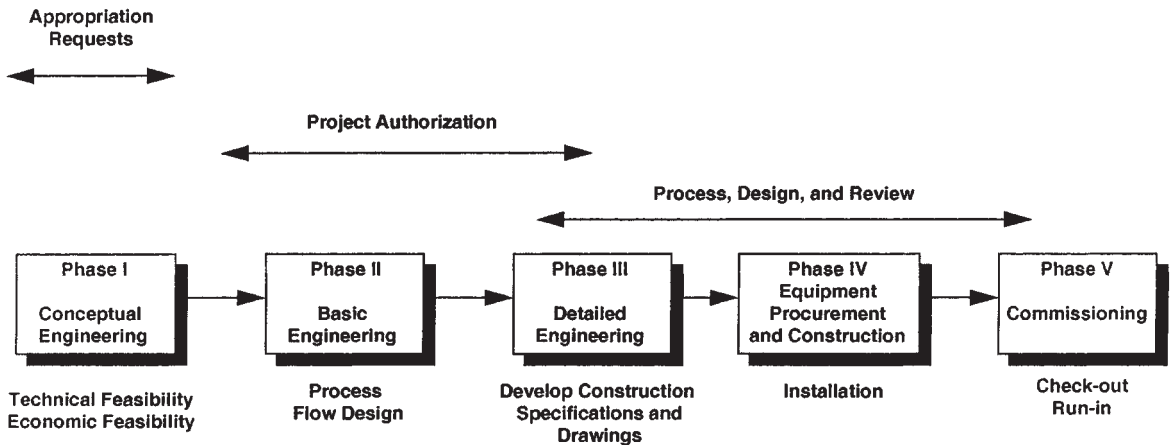 Appropriation
Requests
Project Authorization
Process, Design, and Review
Phase I
Conceptual
Engineering
Phase II
Basic
Engineering
Phase III
Detailed
Engineering
Phase IV
Equipment
Procurement
and Construction
Phase V
Commissioning
Technical Feasibility
Economic Feasibility
Process
Flow Design
Develop Construction
Specifications and
Drawings
Installation
Check-out
Run-in